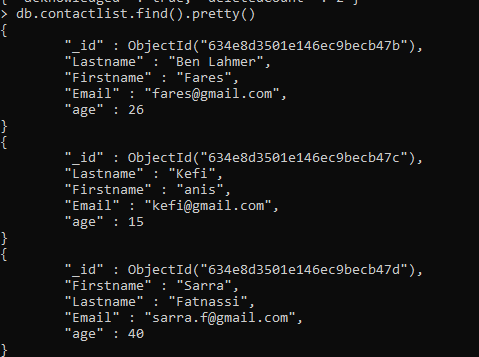 { "acknowledged" : true, "deletedCount" : 2 }
> db.contactlist.find().pretty()
{
        "_id" : ObjectId("634e8d3501e146ec9becb47b"),
        "Lastname" : "Ben Lahmer",
        "Firstname" : "Fares",
        "Email" : "fares@gmail.com",
        "age" : 26
}
{
        "_id" : ObjectId("634e8d3501e146ec9becb47c"),
        "Lastname" : "Kefi",
        "Firstname" : "anis",
        "Email" : "kefi@gmail.com",
        "age" : 15
}
{
        "_id" : ObjectId("634e8d3501e146ec9becb47d"),
        "Firstname" : "Sarra",
        "Lastname" : "Fatnassi",
        "Email" : "sarra.f@gmail.com",
        "age" : 40
}